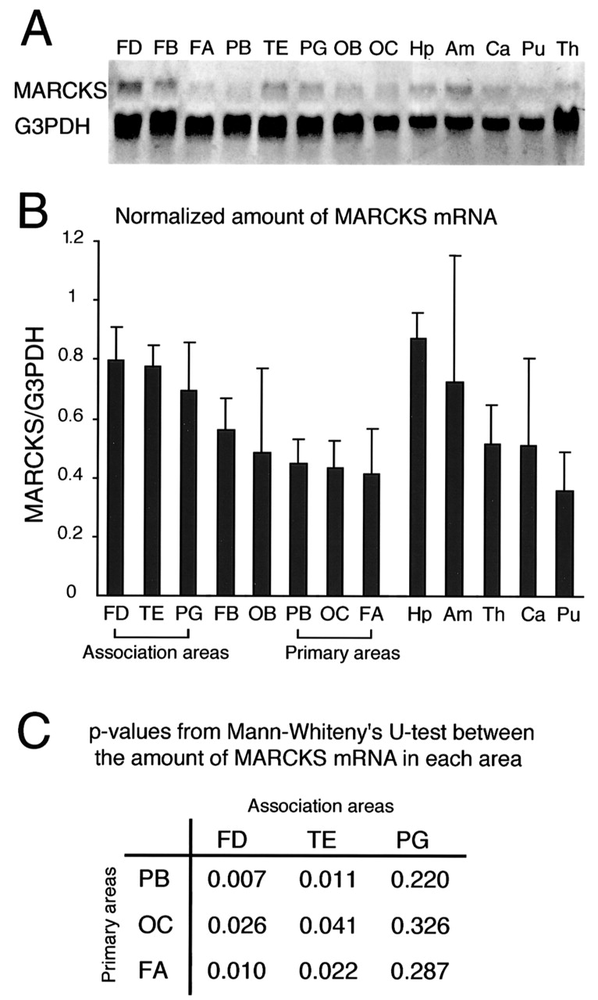 A
FD FB FA PB TE PG OB OC Hp Am Ca Pu Th
MARCKS
G3PDH
B
Normalized amount of MARCKS mRNA
MARCKS/G3PDH
1.2
1
0.8
0.6
0.4
0.2
0
FD TE PG FB OB PB OC FA Hp Am Th Ca Pu
Association areas Primary areas
C
p-values from Mann-Whiteny's U-test between
the amount of MARCKS mRNA in each area
Association areas
FD TE PG
Primary areas
PB 0.007 0.011 0.220
OC 0.026 0.041 0.326
FA 0.010 0.022 0.287